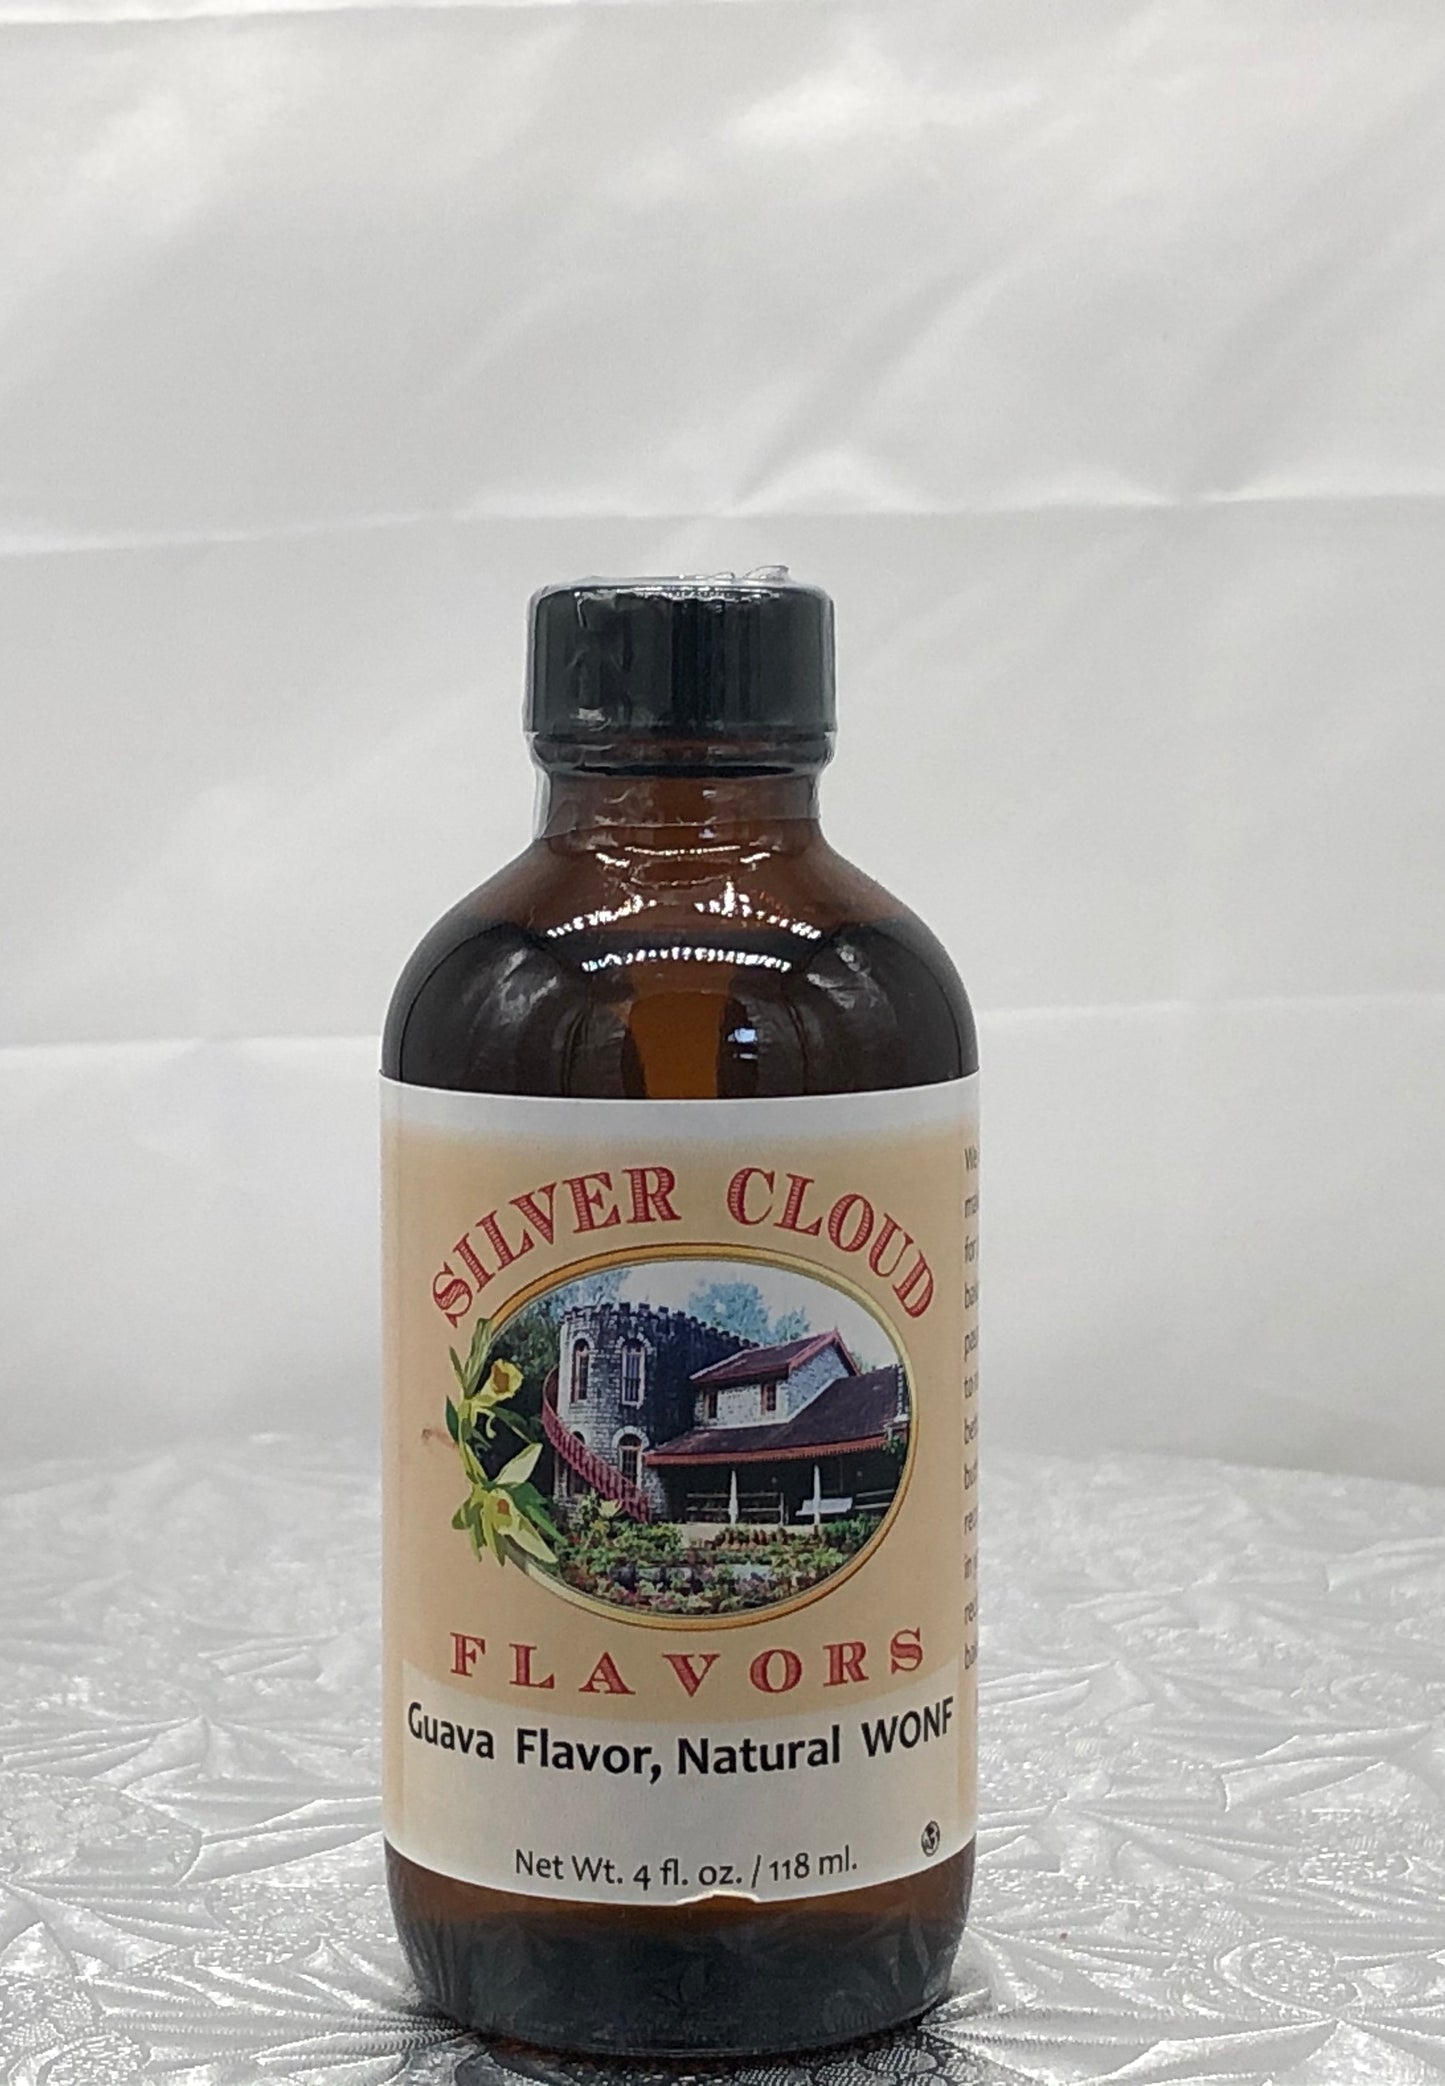 SILVER CLOUD
FLAVORS
Guava Flavor, Natural WONF
Net Wt. 4 fl. oz. / 118 ml.